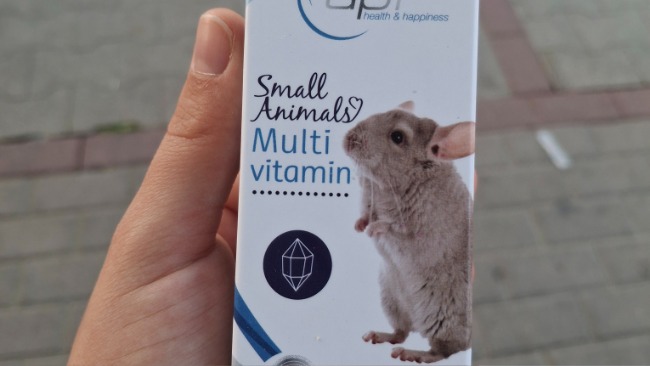 health & happiness
Small
Animals
Multi
vitamin